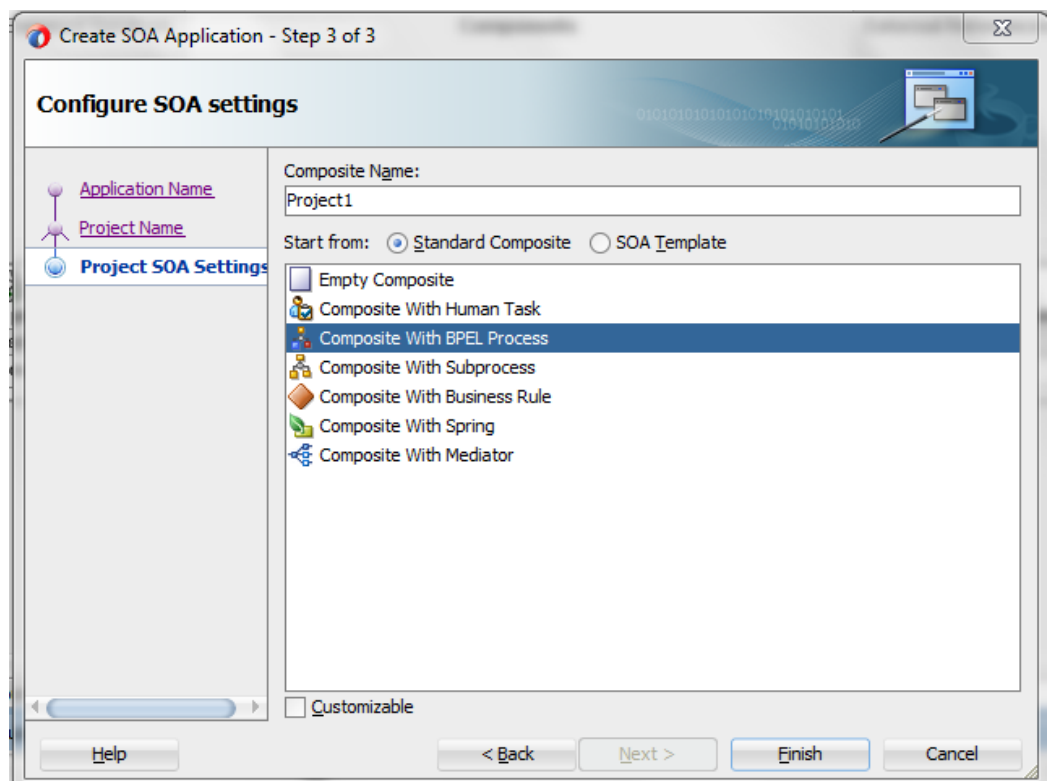 Create SOA Application - Step 3 of 3
Configure SOA settings
Application Name
Project Name
Project SOA Settings
Composite Name:
Project1
Start from: Standard Composite SOA Template
Empty Composite
Composite With Human Task
Composite With BPEL Process
Composite With Subprocess
Composite With Business Rule
Composite With Spring
Composite With Mediator
Customizable
Help < Back Next > Finish Cancel